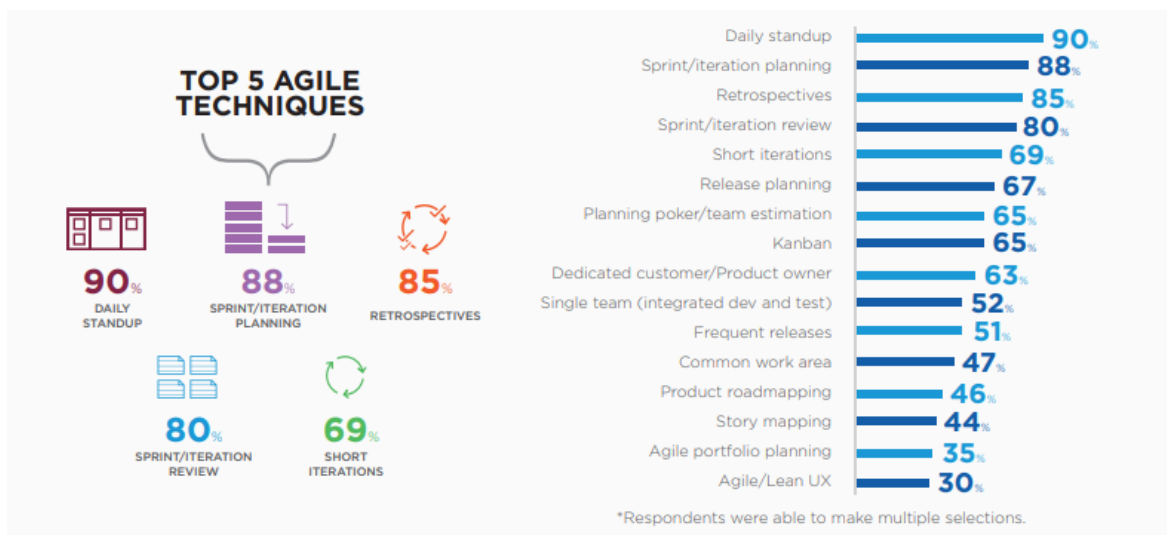 TOP 5 AGILE
TECHNIQUES
90%
DAILY
STANDUP
88%
SPRINT/ITERATION
PLANNING
85%
RETROSPECTIVES
80%
SPRINT/ITERATION
REVIEW
69%
SHORT
ITERATIONS
Daily standup 90%
Sprint/iteration planning 88%
Retrospectives 85%
Sprint/iteration review 80%
Short iterations 69%
Release planning 67%
Planning poker/team estimation 65%
Kanban 65%
Dedicated customer/Product owner 63%
Single team (integrated dev and test) 52%
Frequent releases 51%
Common work area 47%
Product roadmapping 46%
Story mapping 44%
Agile portfolio planning 35%
Agile/Lean UX 30%
*Respondents were able to make multiple selections.